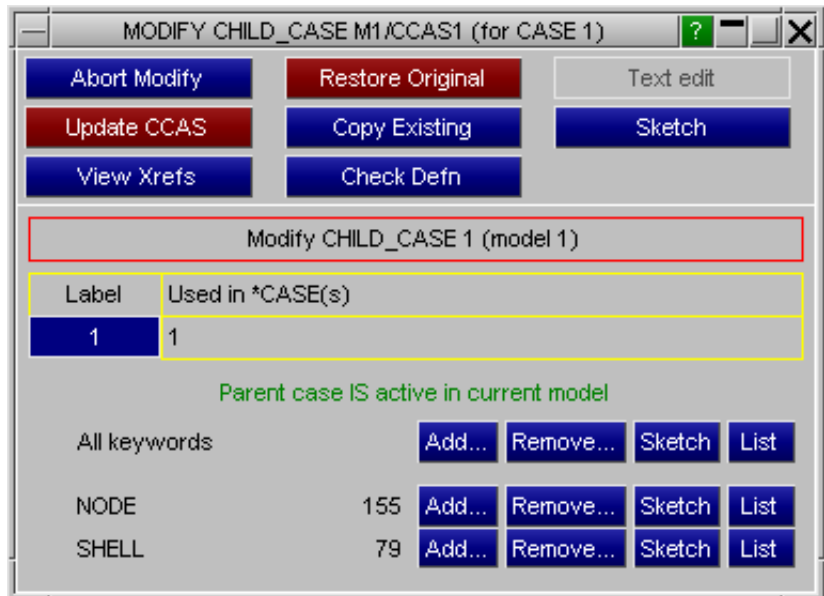 MODIFY CHILD_CASE M1/CCAS1 (for CASE 1) ?
Abort Modify Restore Original Text edit
Update CCAS Copy Existing Sketch
View Xrefs Check Defn
Modify CHILD_CASE 1 (model 1)
Label Used in *CASE(s)
1 1
Parent case IS active in current model
All keywords Add... Remove... Sketch List
NODE 155 Add... Remove... Sketch List
SHELL 79 Add... Remove... Sketch List